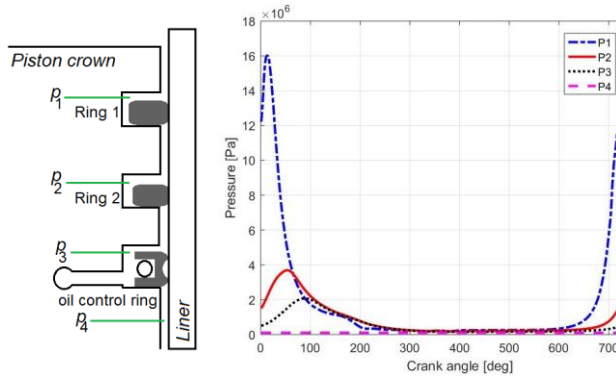 Piston crown
p1
Ring 1
p2
Ring 2
p3
oil control ring
p4
Liner
×10^6
18
16
14
12
10
8
6
4
2
0
Pressure [Pa]
0 100 200 300 400 500 600 700
Crank angle [deg]
P1
P2
P3
P4